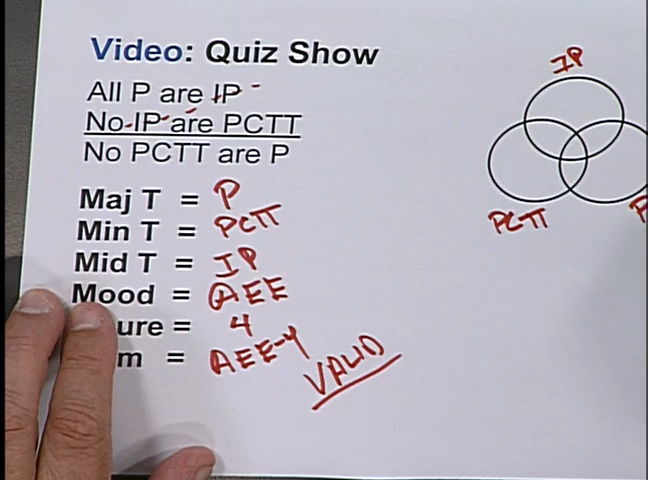 Video: Quiz Show
All P are IP
No IP are PCTT
No PCTT are P
Maj T = P
Min T = PCTT
Mid T = IP
Mood = AEE
ure = 4
m = AEE-4
VALID
IP
PCTT
P